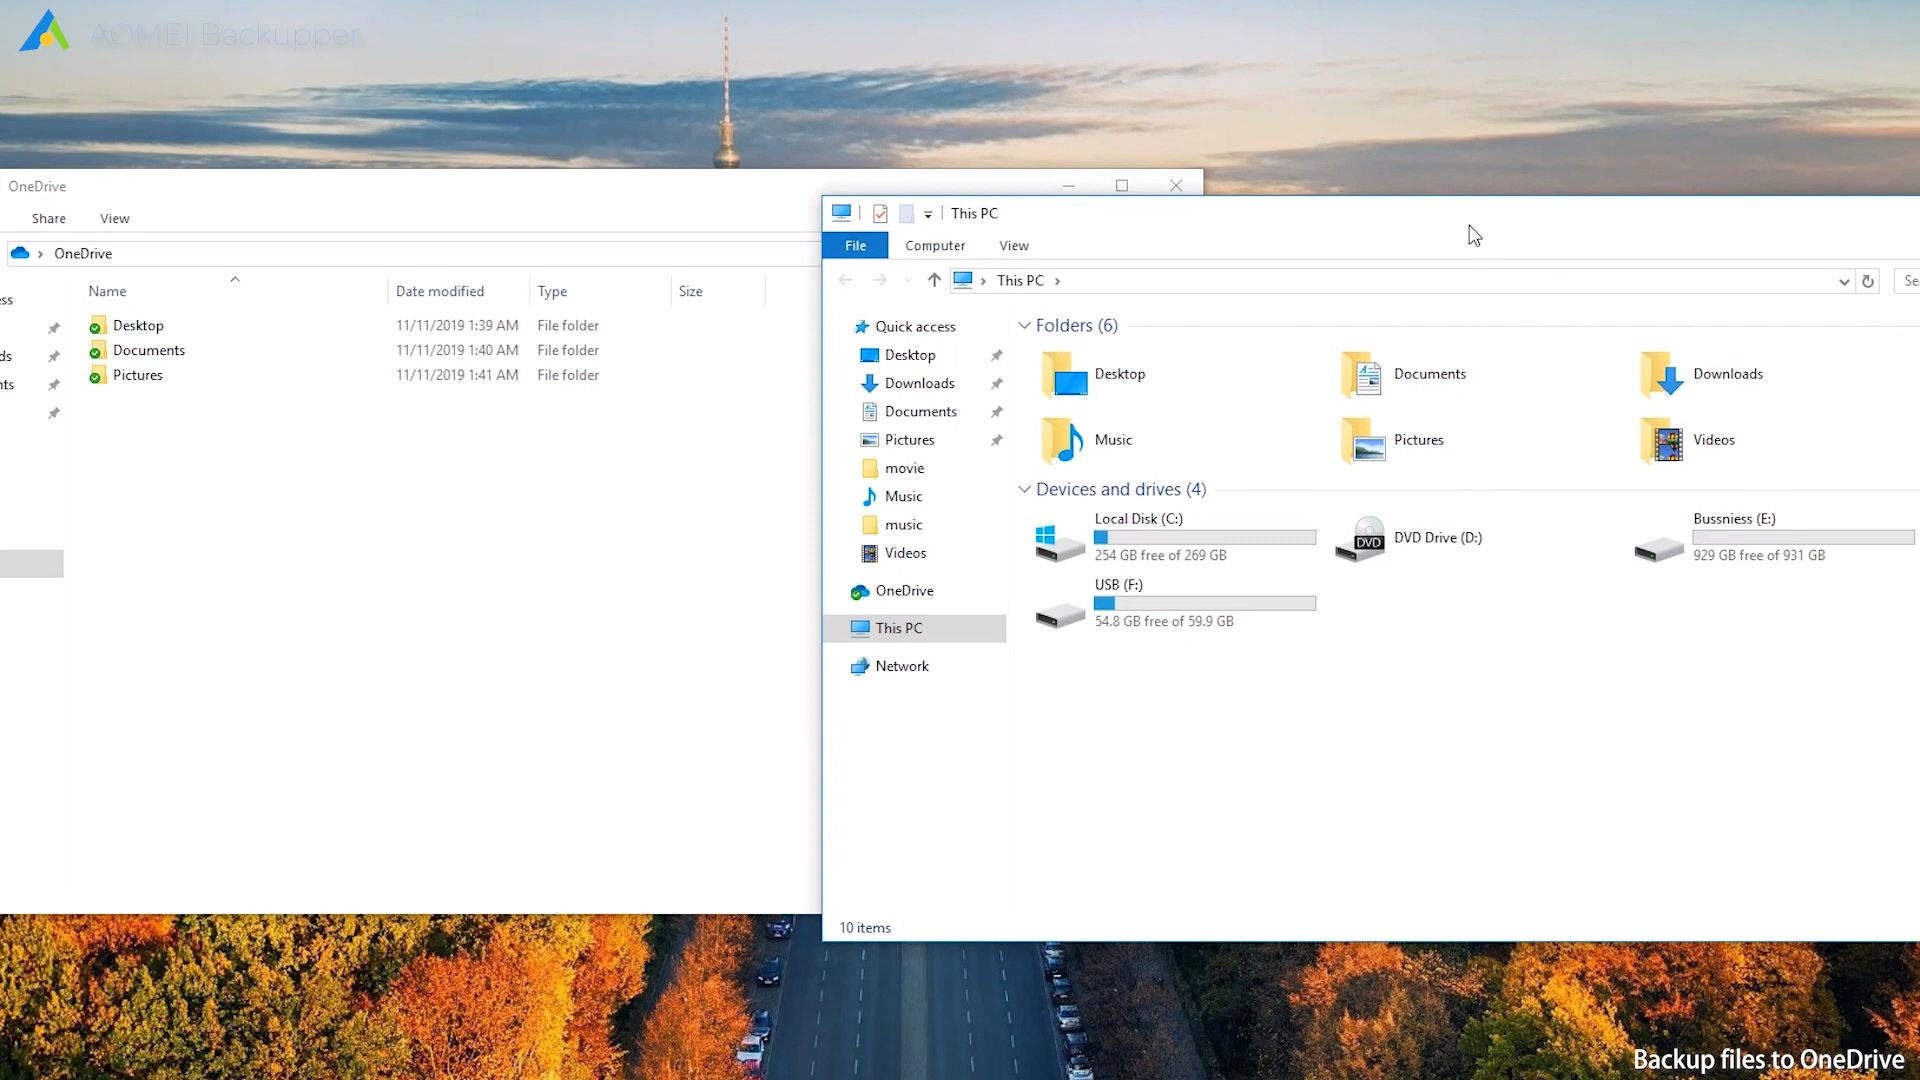 AOMEI Backupper
OneDrive
Share View
OneDrive
Name Date modified Type Size
Desktop 11/11/2019 1:39 AM File folder
Documents 11/11/2019 1:40 AM File folder
Pictures 11/11/2019 1:41 AM File folder
ess
ds
nts
This PC
File Computer View
This PC
Sea
Quick access
Desktop
Downloads
Documents
Pictures
movie
Music
music
Videos
OneDrive
This PC
Network
Folders (6)
Desktop Documents Downloads
Music Pictures Videos
Devices and drives (4)
Local Disk (C:)
254 GB free of 269 GB
DVD
DVD Drive (D:)
Bussniess (E:)
929 GB free of 931 GB
USB (F:)
54.8 GB free of 59.9 GB
10 items
Backup files to OneDrive